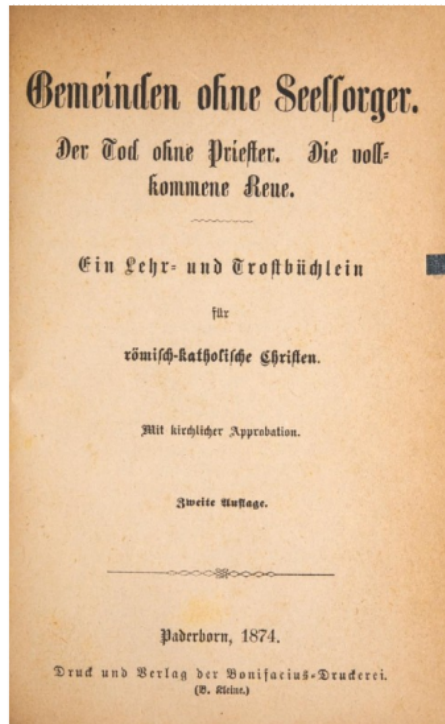 Gemeinden ohne Seelsorger.
Der Tod ohne Priester. Die voll-
kommene Reue.
Ein Lehr- und Trostbüchlein
für
römisch-katholische Christen.
Mit kirchlicher Approbation.
Zweite Auflage.
Paderborn, 1874.
Druck und Verlag der Bonifacius-Druckerei.
(B. Kleine.)